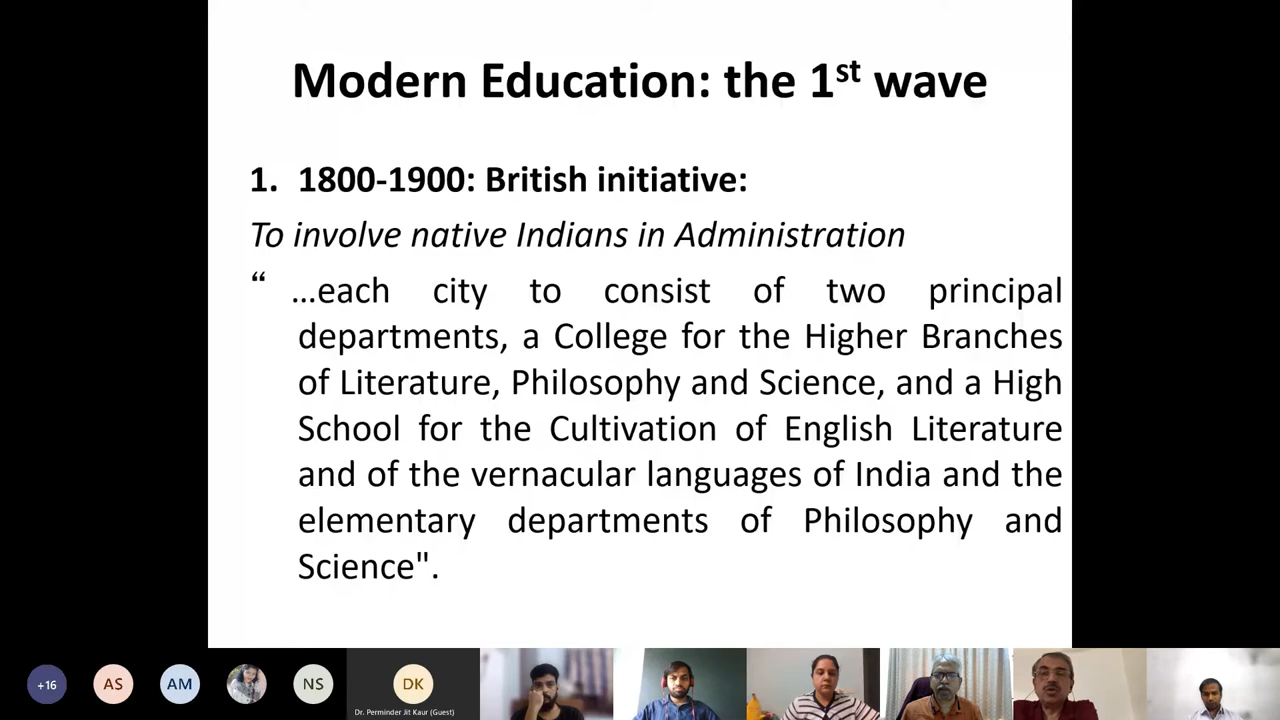 Modern Education: the 1st wave
1. 1800-1900: British initiative:
To involve native Indians in Administration
“ ...each city to consist of two principal
departments, a College for the Higher Branches
of Literature, Philosophy and Science, and a High
School for the Cultivation of English Literature
and of the vernacular languages of India and the
elementary departments of Philosophy and
Science".
+16 AS AM NS DK
Dr. Perminder Jit Kaur (Guest)